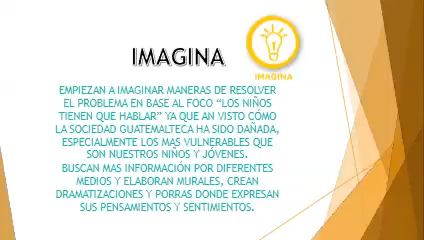 IMAGINA
IMAGINA
EMPIEZAN A IMAGINAR MANERAS DE RESOLVER
EL PROBLEMA EN BASE AL FOCO “LOS NIÑOS
TIENEN QUE HABLAR” YA QUE AN VISTO CÓMO
LA SOCIEDAD GUATEMALTECA HA SIDO DAÑADA,
ESPECIALMENTE LOS MAS VULNERABLES QUE
SON NUESTROS NIÑOS Y JÓVENES.
BUSCAN MAS INFORMACIÓN POR DIFERENTES
MEDIOS Y ELABORAN MURALES, CREAN
DRAMATIZACIONES Y PORRAS DONDE EXPRESAN
SUS PENSAMIENTOS Y SENTIMIENTOS.